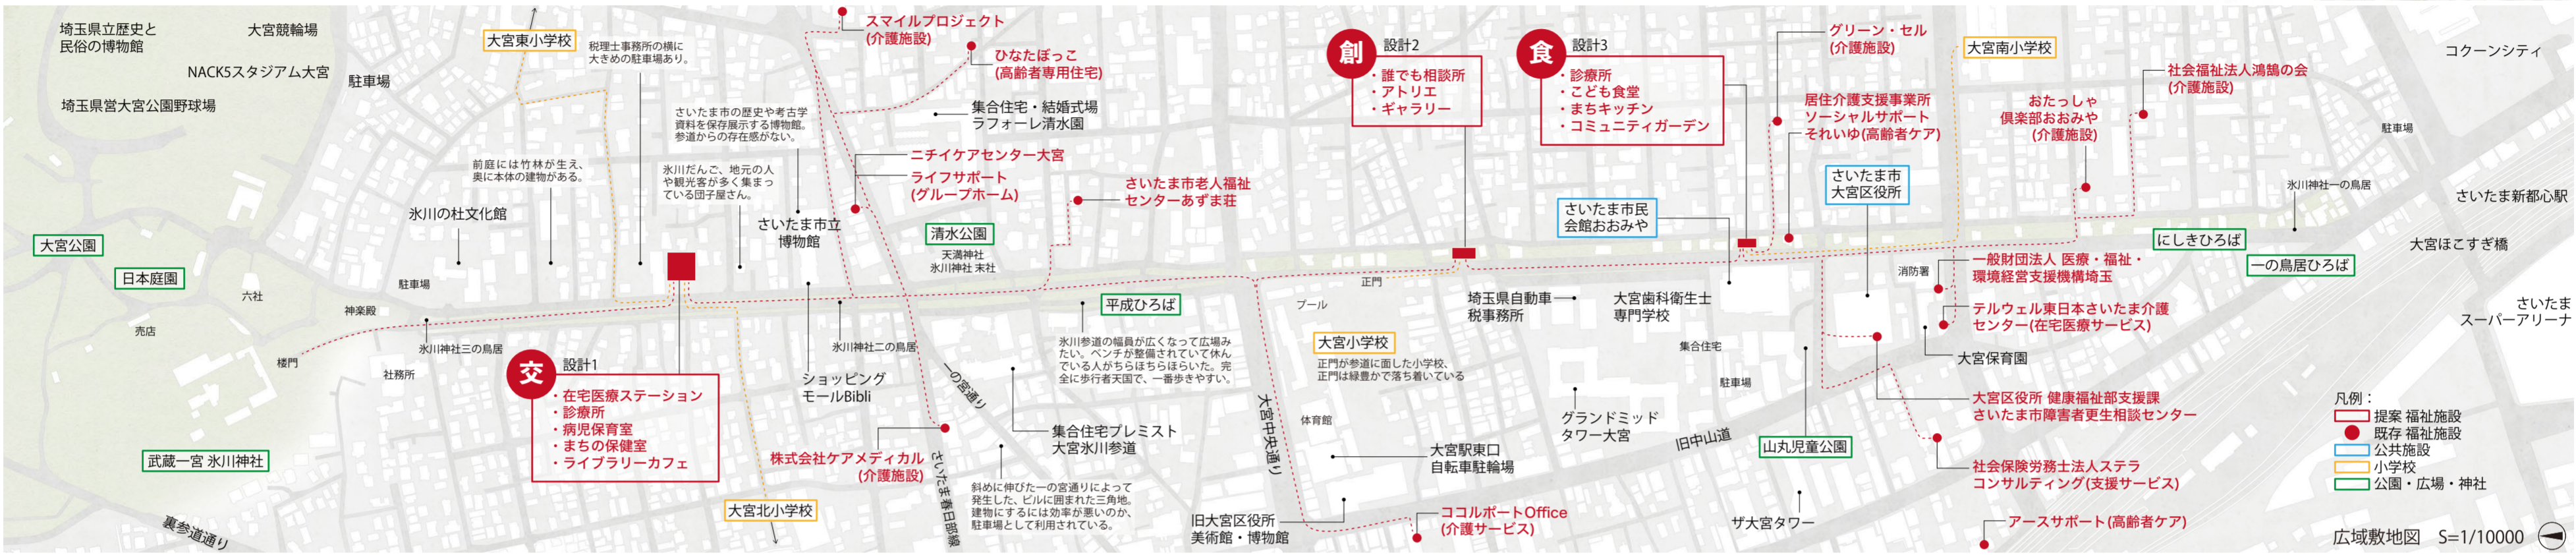 埼玉県立歴史と
民俗の博物館
大宮競輪場
NACK5スタジアム大宮
埼玉県営大宮公園野球場
駐車場
大宮東小学校
税理士事務所の横に
大きめの駐車場あり。
前庭には竹林が生え、
奥に本体の建物がある。
氷川の杜文化館
さいたま市の歴史や考古学
資料を保存展示する博物館。
参道からの存在感がない。
氷川だんご、地元の人
や観光客が多く集まっ
ている団子屋さん。
さいたま市立
博物館
大宮公園
日本庭園
六社
売店
神楽殿
駐車場
楼門
氷川神社三の鳥居
社務所
武蔵一宮 氷川神社
裏参道通り
交
設計1
・在宅医療ステーション
・診療所
・病児保育室
・まちの保健室
・ライブラリーカフェ
大宮北小学校
スマイルプロジェクト
(介護施設)
ひなたぼっこ
(高齢者専用住宅)
集合住宅・結婚式場
ラフォーレ清水園
ニチイケアセンター大宮
ライフサポート
(グループホーム)
さいたま市老人福祉
センターあずま荘
清水公園
天満神社
氷川神社 末社
平成ひろば
氷川参道の幅員が広くなって広場み
たい。ベンチが整備されていて休ん
でいる人がちらほらちらほらいた。完
全に歩行者天国で、一番歩きやすい。
氷川神社二の鳥居
ショッピング
モールBibli
一の宮通り
集合住宅プレミスト
大宮氷川参道
株式会社ケアメディカル
(介護施設)
さいたま春日部線
斜めに伸びた一の宮通りによって
発生した、ビルに囲まれた三角地。
建物にするには効率が悪いのか、
駐車場として利用されている。
創
設計2
・誰でも相談所
・アトリエ
・ギャラリー
食
設計3
・診療所
・こども食堂
・まちキッチン
・コミュニティガーデン
さいたま市民
会館おおみや
正門
プール
大宮小学校
正門が参道に面した小学校、
正門は緑豊かで落ち着いている
体育館
大宮中央通り
埼玉県自動車
税事務所
大宮歯科衛生士
専門学校
グランドミッド
タワー大宮
大宮駅東口
自転車駐輪場
旧大宮区役所
美術館・博物館
ココルポートOffice
(介護サービス)
集合住宅
駐車場
旧中山道
山丸児童公園
ザ大宮タワー
グリーン・セル
(介護施設)
居住介護支援事業所
ソーシャルサポート
それいゆ(高齢者ケア)
さいたま市
大宮区役所
大宮南小学校
おたっしゃ
倶楽部おおみや
(介護施設)
社会福祉法人鴻鵠の会
(介護施設)
消防署
一般財団法人 医療・福祉・
環境経営支援機構埼玉
テルウェル東日本さいたま介護
センター(在宅医療サービス)
大宮保育園
大宮区役所 健康福祉部支援課
さいたま市障害者更生相談センター
社会保険労務士法人ステラ
コンサルティング(支援サービス)
アースサポート(高齢者ケア)
コクーンシティ
駐車場
氷川神社一の鳥居
さいたま新都心駅
にしきひろば
一の鳥居ひろば
大宮ほこすぎ橋
さいたま
スーパーアリーナ
凡例：
提案 福祉施設
既存 福祉施設
公共施設
小学校
公園・広場・神社
広域敷地図 S=1/10000